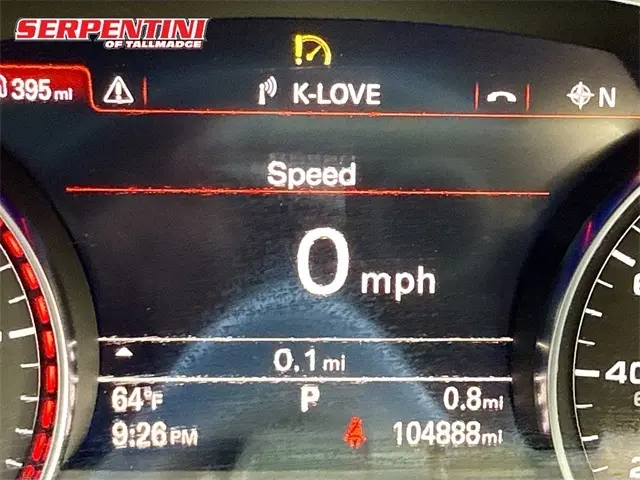 SERPENTINI
OF TALLMADGE
395 mi
K-LOVE
N
Speed
0 mph
0.1 mi
64°F P 0.8 mi
9:26 PM 104888 mi
40